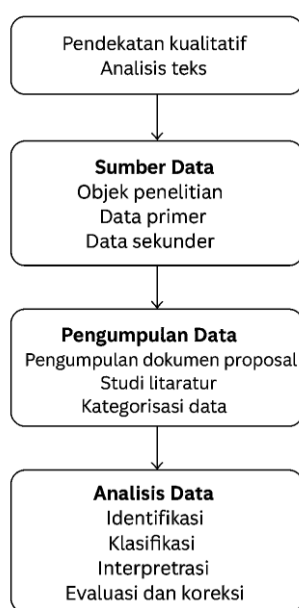 Pendekatan kualitatif
Analisis teks
Sumber Data
Objek penelitian
Data primer
Data sekunder
Pengumpulan Data
Pengumpulan dokumen proposal
Studi litaratur
Kategorisasi data
Analisis Data
Identifikasi
Klasifikasi
Interpretrasi
Evaluasi dan koreksi